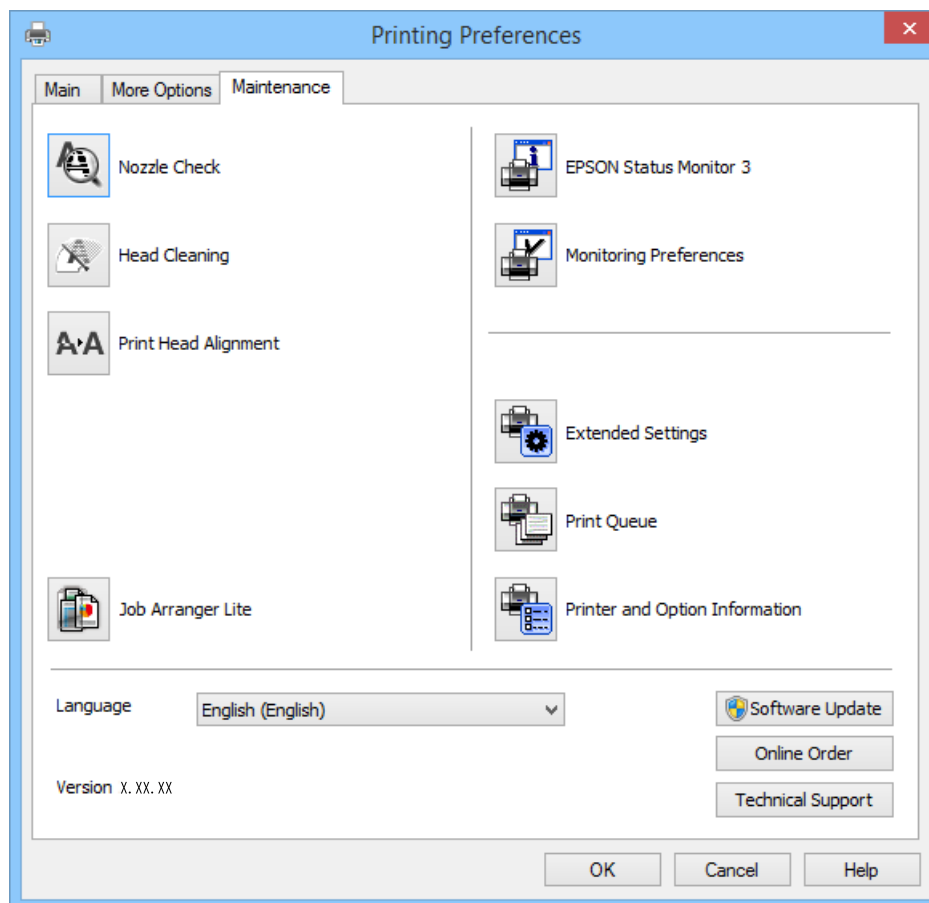 Printing Preferences
Main
More Options
Maintenance
Nozzle Check
Head Cleaning
Print Head Alignment
Job Arranger Lite
EPSON Status Monitor 3
Monitoring Preferences
Extended Settings
Print Queue
Printer and Option Information
Language
English (English)
Version X.XX.XX
Software Update
Online Order
Technical Support
OK
Cancel
Help